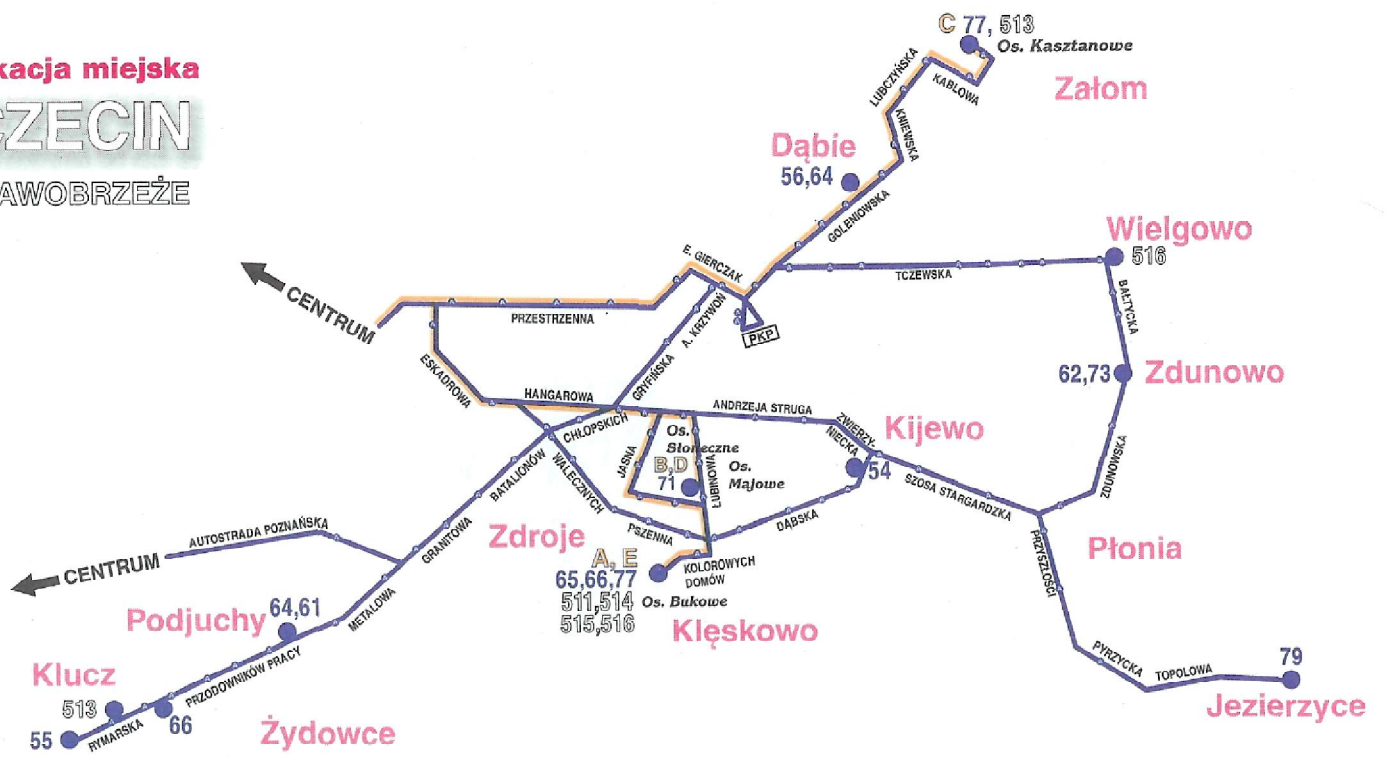 kacja miejska
CZECIN
AWOBRZEŻE
C 77, 513
Os. Kasztanowe
Załom
LUBCZYŃSKA
KABLOWA
KNIEWSKA
Dąbie
56,64
GOLENIOWSKA
Wielgowo
516
E. GIERCZAK
TCZEWSKA
BAŁTYCKA
CENTRUM
PRZESTRZENNA
A. KRZYWOŃ
PKP
GRYFIŃSKA
ESKADROWA
62,73
Zdunowo
HANGAROWA
ANDRZEJA STRUGA
CHŁOPSKICH
ZWIERZY-
NIECKA
Kijewo
Os.
Słoneczne
JASNA
B,D
71
ŁUBINOWA
Os.
Majowe
54
BATALIONÓW
WALECZNYCH
SZOSA STARGARDZKA
ZDUNOWSKA
AUTOSTRADA POZNAŃSKA
GRANITOWA
Zdroje
PSZENNA
DĄBSKA
Płonia
PRZYSZŁOŚCI
CENTRUM
A, E
65,66,77
511,514
515,516
KOLOROWYCH
DOMÓW
Os. Bukowe
Klęskowo
METALOWA
Podjuchy
64,61
PRZODOWNIKÓW PRACY
Klucz
513
55
RYMARSKA
66
Żydowce
PYRZYCKA
TOPOLOWA
79
Jezierzyce